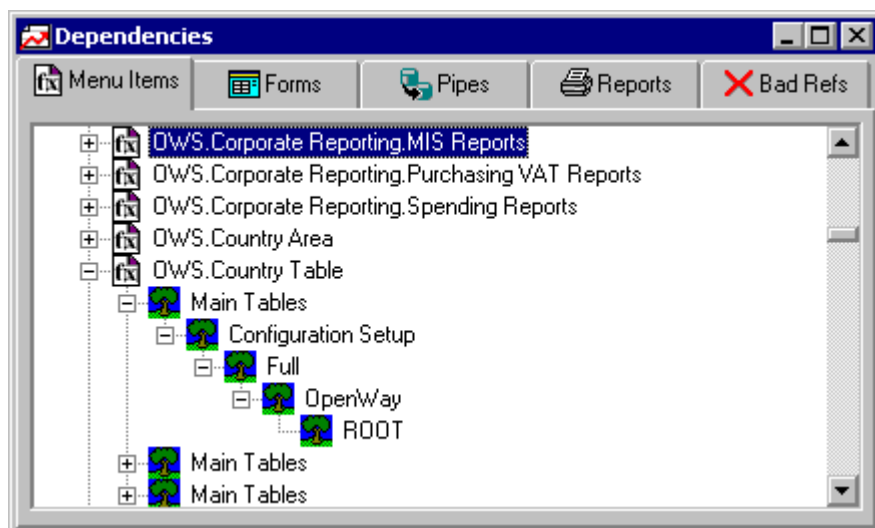 Dependencies
Menu Items Forms Pipes Reports Bad Refs
OWS.Corporate Reporting.MIS Reports
OWS.Corporate Reporting.Purchasing VAT Reports
OWS.Corporate Reporting.Spending Reports
OWS.Country Area
OWS.Country Table
Main Tables
Configuration Setup
Full
OpenWay
ROOT
Main Tables
Main Tables